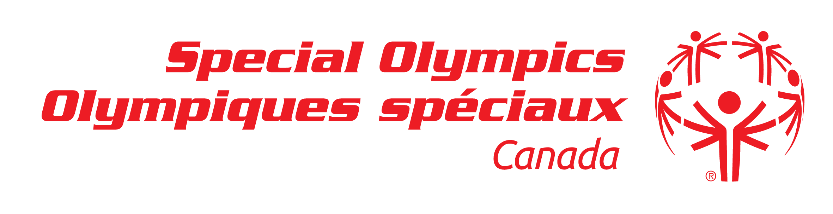 Special Olympics
Olympiques spéciaux
Canada
®